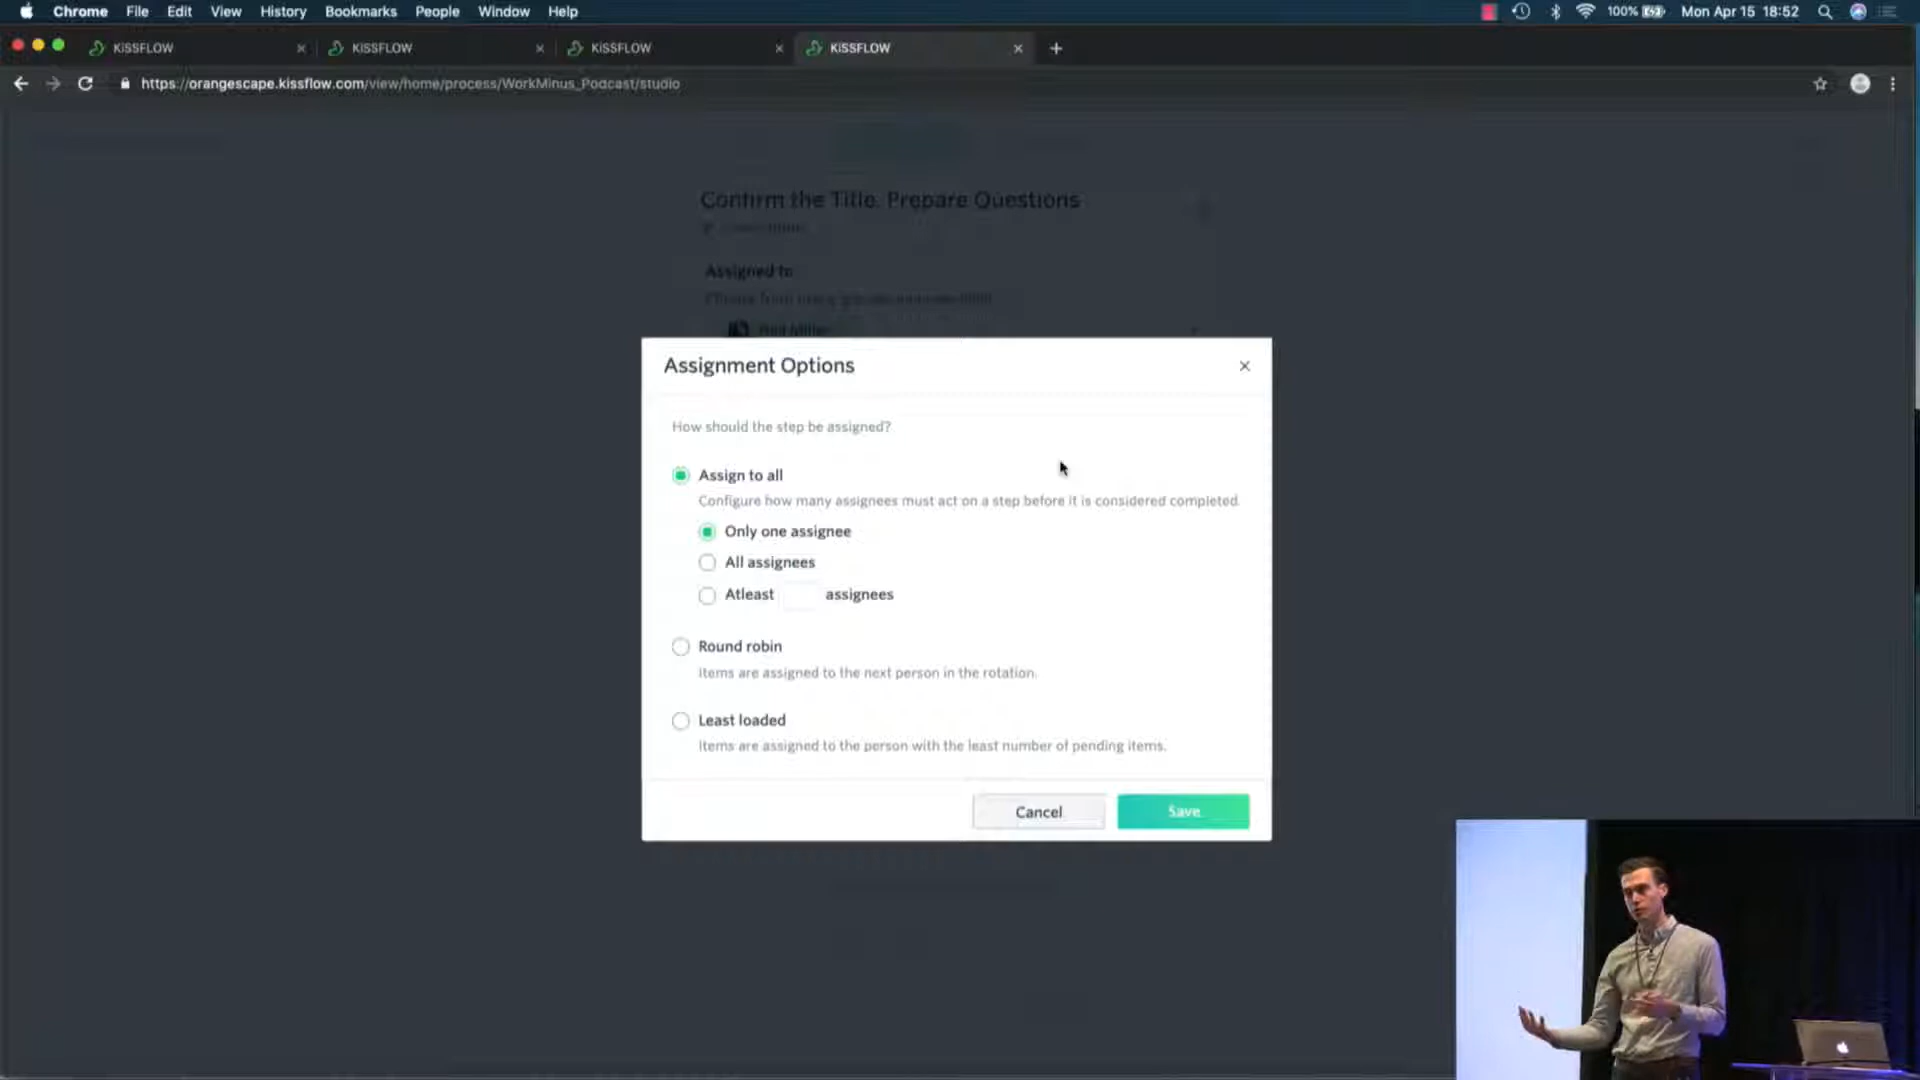 Chrome File Edit View History Bookmarks People Window Help 100% Mon Apr 15 18:52
KiSSFLOW KiSSFLOW KiSSFLOW KiSSFLOW
https://orangescape.kissflow.com/view/home/process/WorkMinus_Podcast/studio
Confirm the Title. Prepare Questions
Assigned to
Assignment Options
How should the step be assigned?
Assign to all
Configure how many assignees must act on a step before it is considered completed.
Only one assignee
All assignees
Atleast assignees
Round robin
Items are assigned to the next person in the rotation.
Least loaded
Items are assigned to the person with the least number of pending items.
Cancel Save